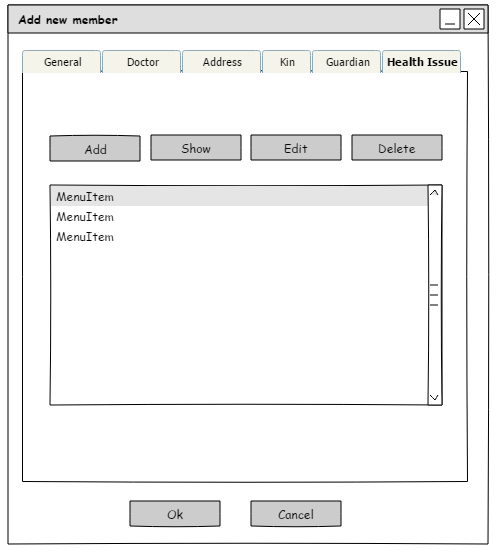 Add new member
General Doctor Address Kin Guardian Health Issue
Add Show Edit Delete
MenuItem
MenuItem
MenuItem
Ok Cancel